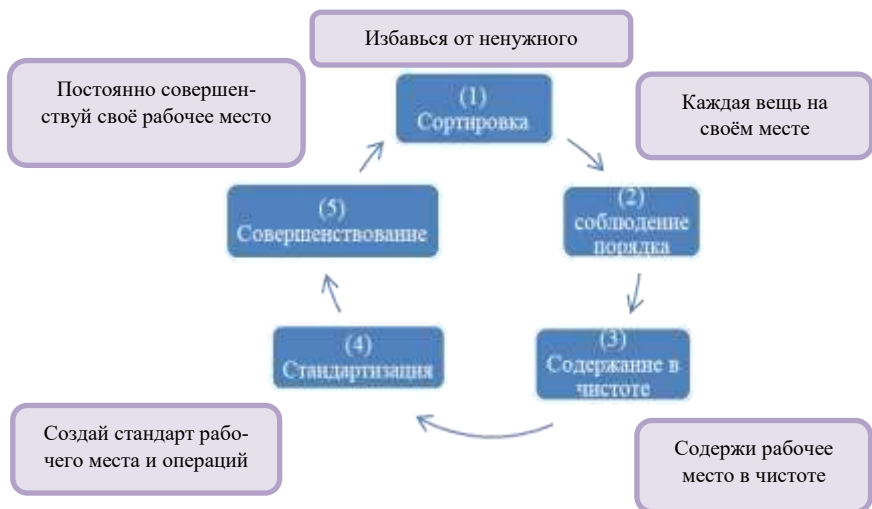 Избавься от ненужного
Постоянно совершен-
ствуй своё рабочее место
(1)
Сортировка
Каждая вещь на
своём месте
(5)
Совершенствование
(2)
соблюдение
порядка
(4)
Стандартизация
(3)
Содержание в
чистоте
Создай стандарт рабо-
чего места и операций
Содержи рабочее
место в чистоте